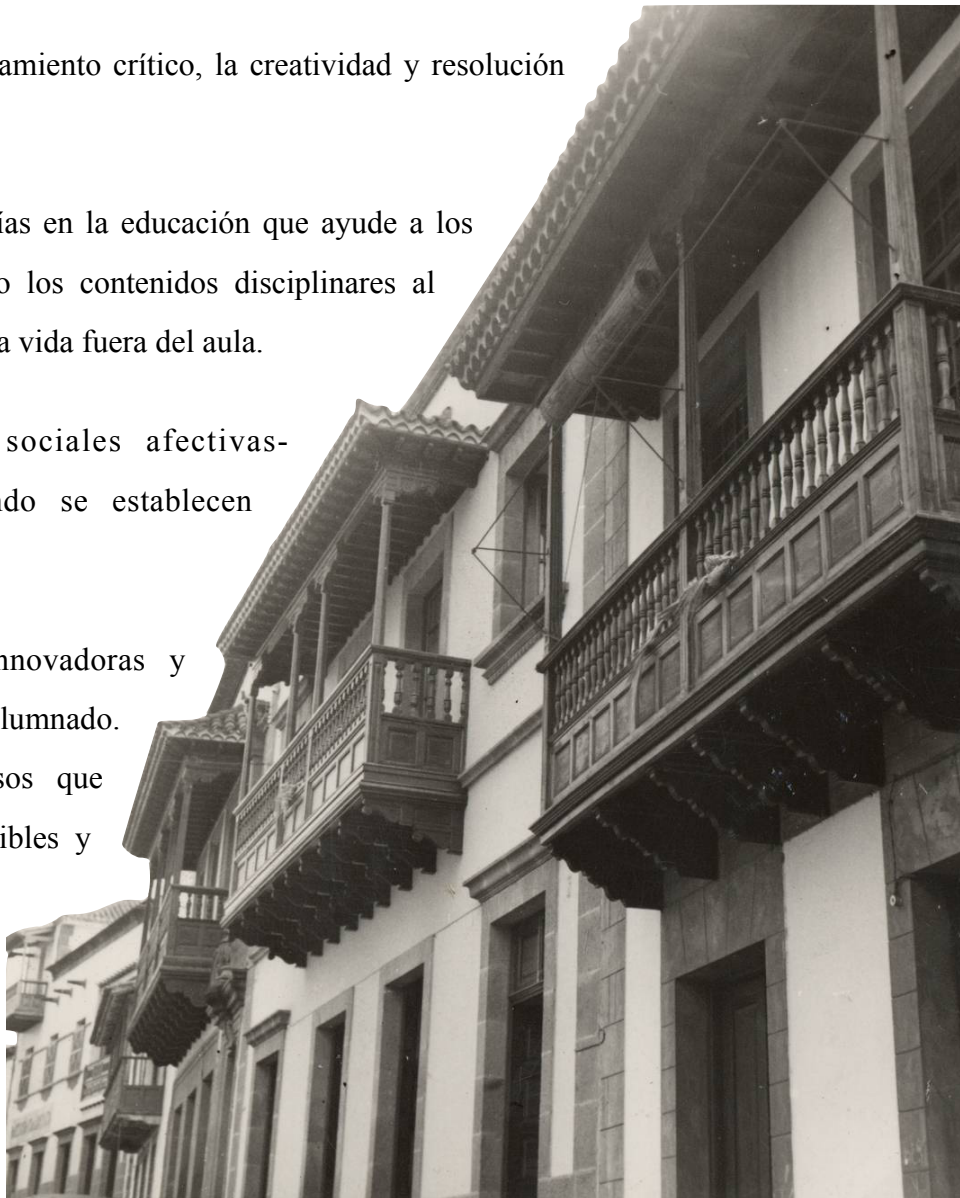 amiento crítico, la creatividad y resolución
ías en la educación que ayude a los
o los contenidos disciplinares al
a vida fuera del aula.
sociales afectivas-
ndo se establecen
nnovadoras y
lumnado.
sos que
ibles y